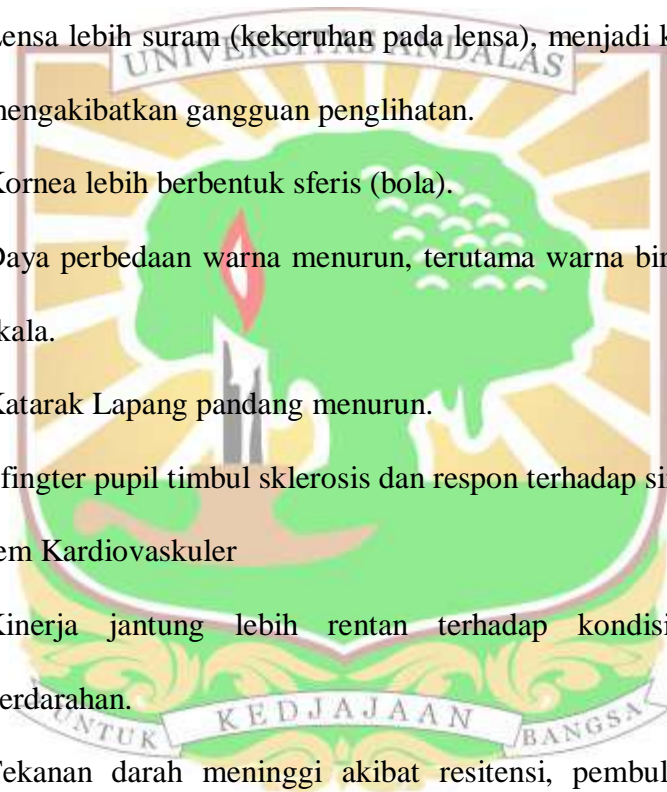 Lensa lebih suram (kekeruhan pada lensa), menjadi k
UNIVERSITAS ANDALAS
mengakibatkan gangguan penglihatan.
Kornea lebih berbentuk sferis (bola).
Daya perbedaan warna menurun, terutama warna bir
kala.
Katarak Lapang pandang menurun.
fingter pupil timbul sklerosis dan respon terhadap si
em Kardiovaskuler
Kinerja jantung lebih rentan terhadap kondisi
erdarahan.
UNTUK KEDJAJAAN BANGSA
Tekanan darah meninggi akibat resitensi, pembul